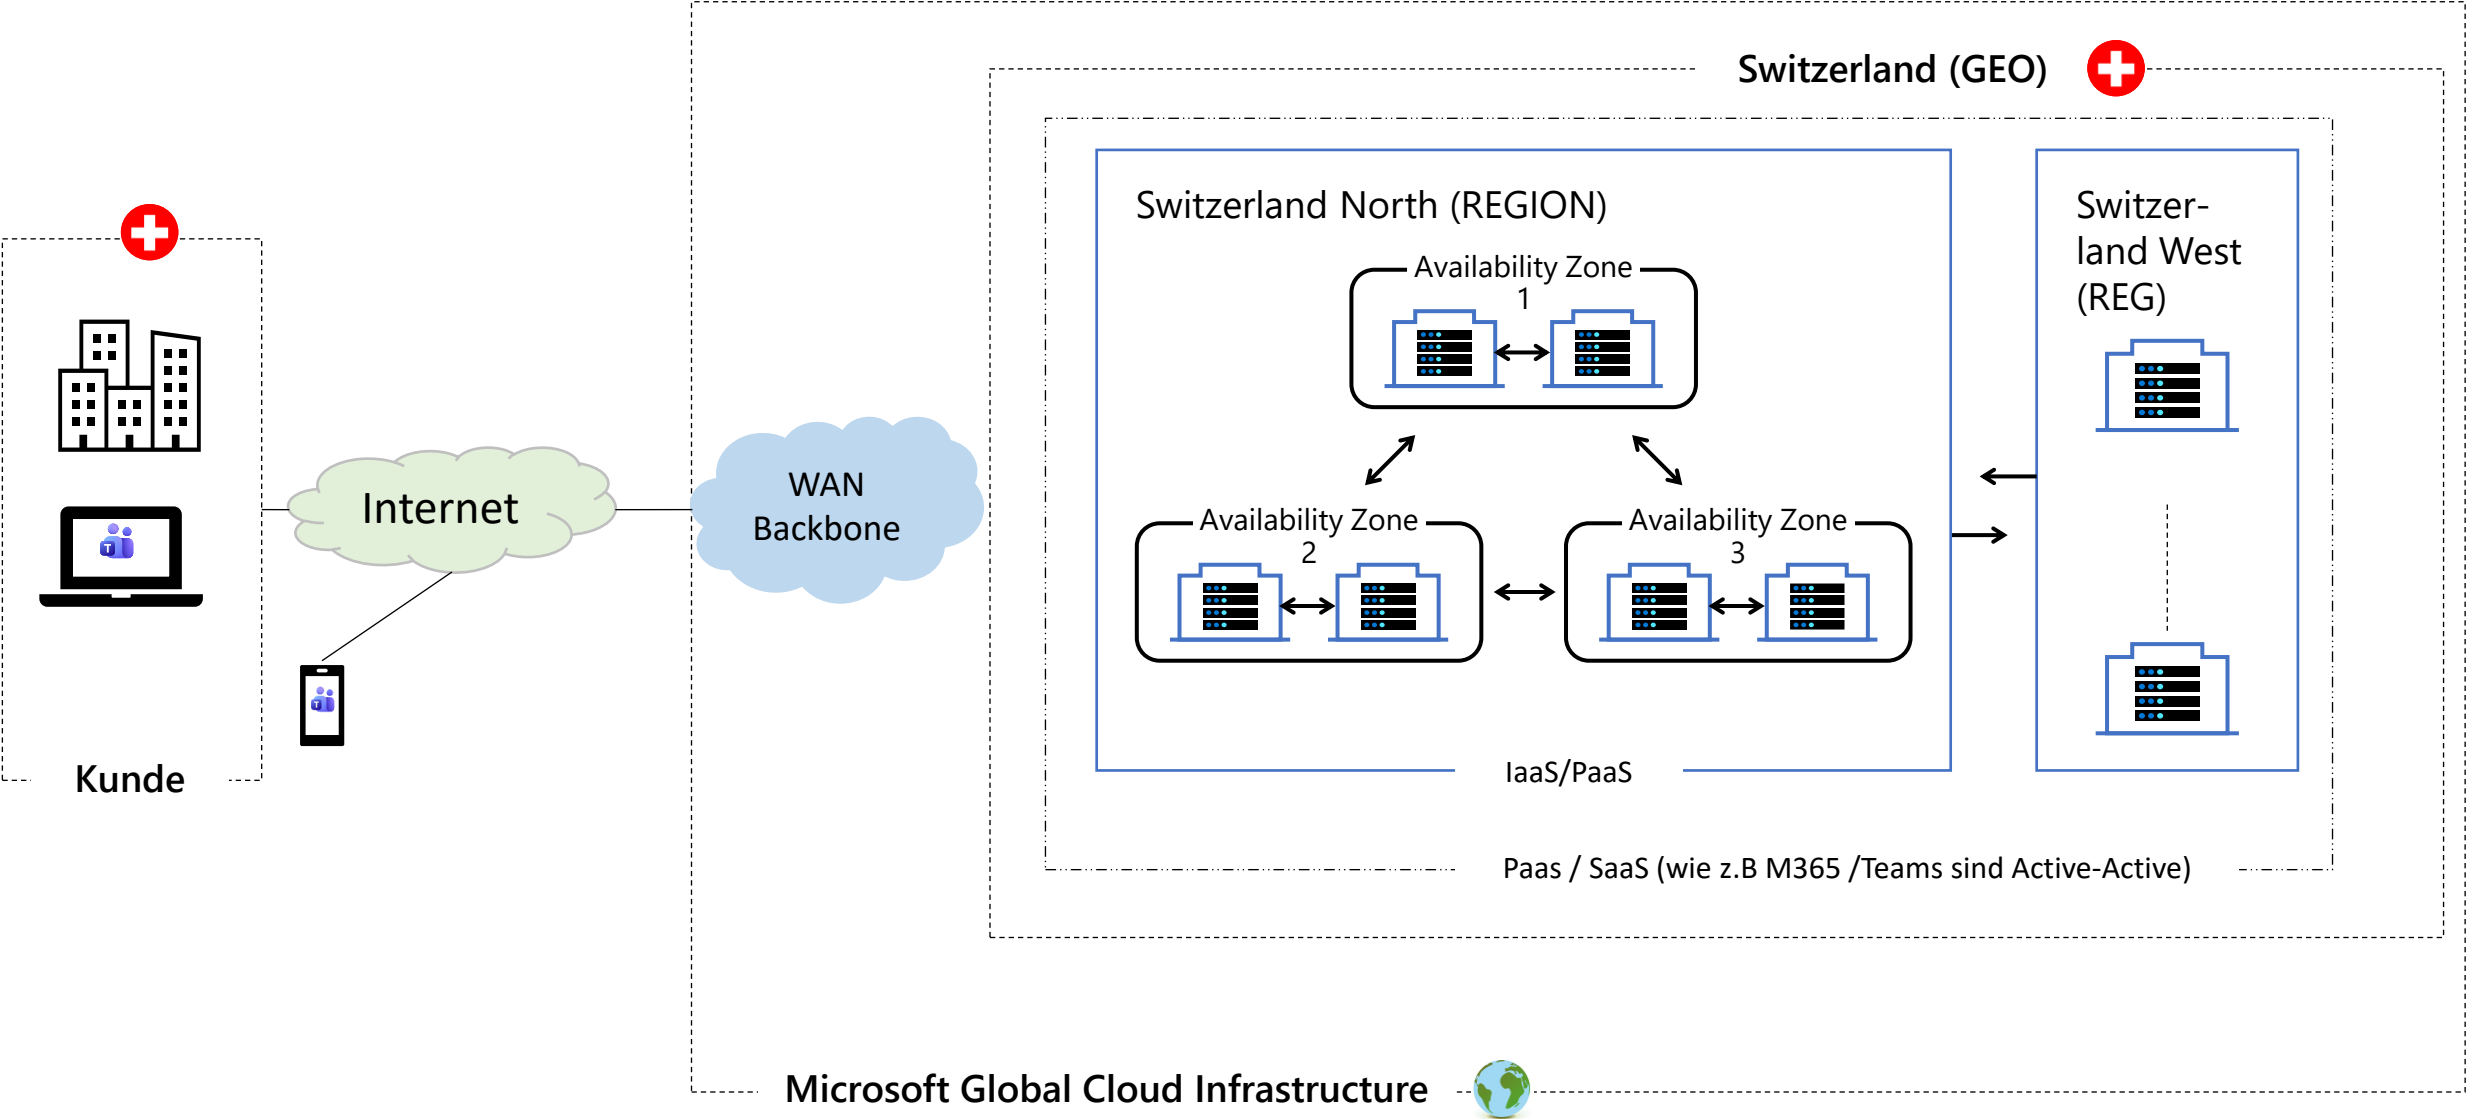 Switzerland (GEO)
Switzerland North (REGION)
Switzer-
land West
(REG)
Availability Zone
1
Internet
WAN
Backbone
Availability Zone
2
Availability Zone
3
T
T
Kunde
IaaS/PaaS
Paas / SaaS (wie z.B M365 /Teams sind Active-Active)
Microsoft Global Cloud Infrastructure